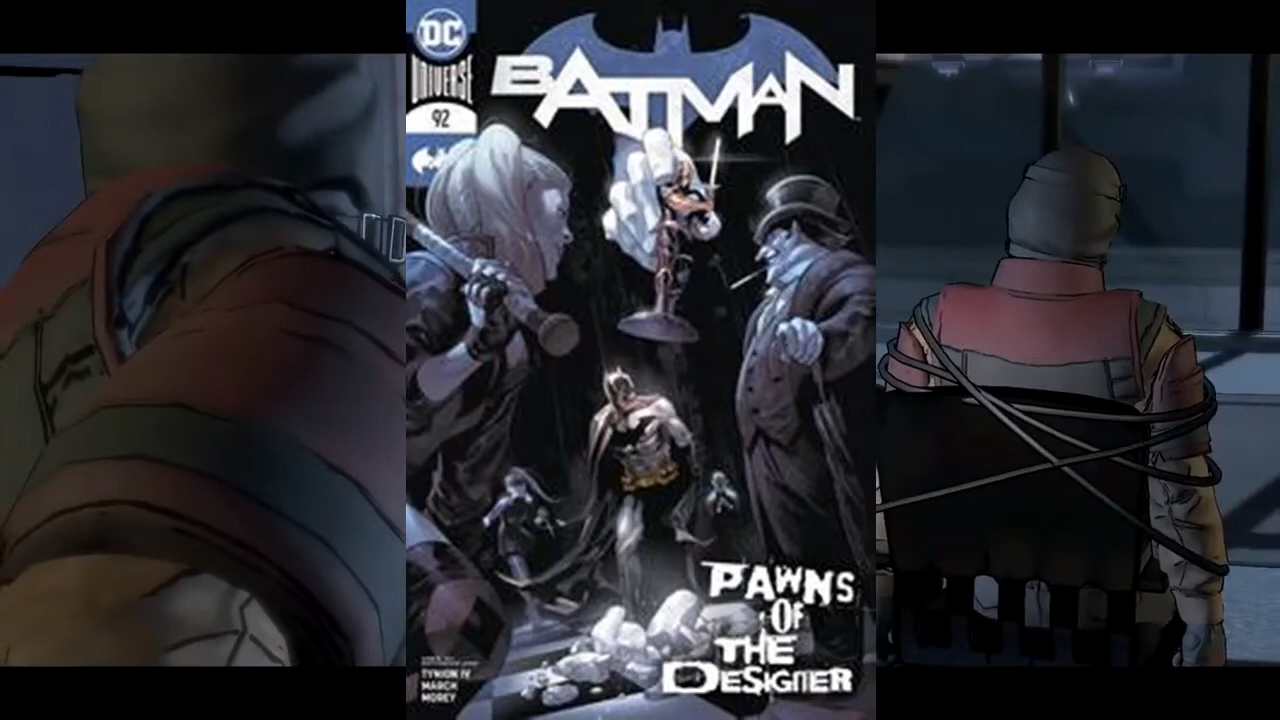 DC
UNIVERSE
92
BATMAN
PAWNS
OF
THE
DESIGNER
TYNION IV
MARCH
MOREY